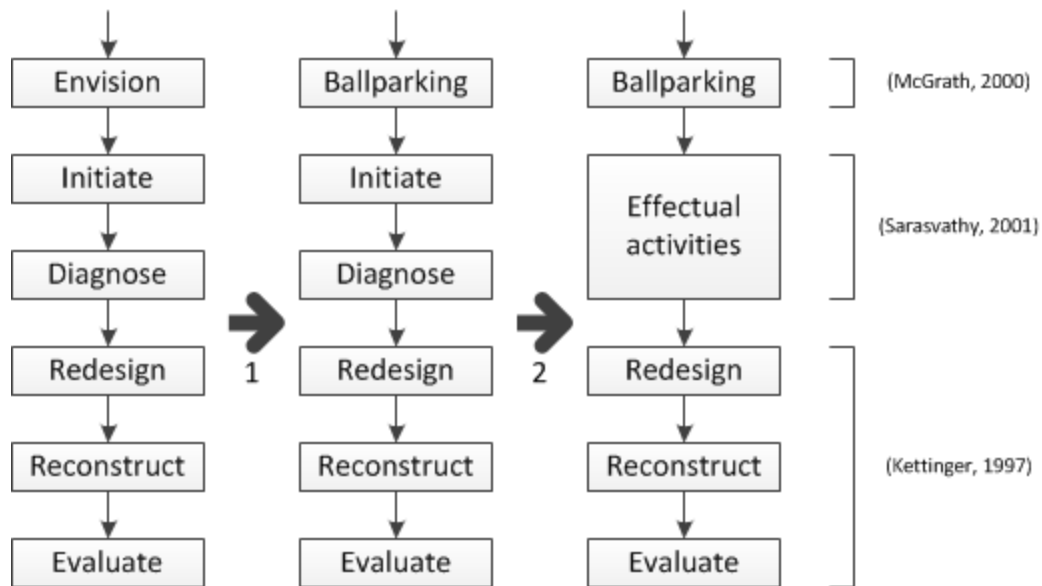 Envision
Initiate
Diagnose
Redesign
Reconstruct
Evaluate
1
Ballparking
Initiate
Diagnose
Redesign
Reconstruct
Evaluate
2
Ballparking
Effectual
activities
Redesign
Reconstruct
Evaluate
(McGrath, 2000)
(Sarasvathy, 2001)
(Kettinger, 1997)